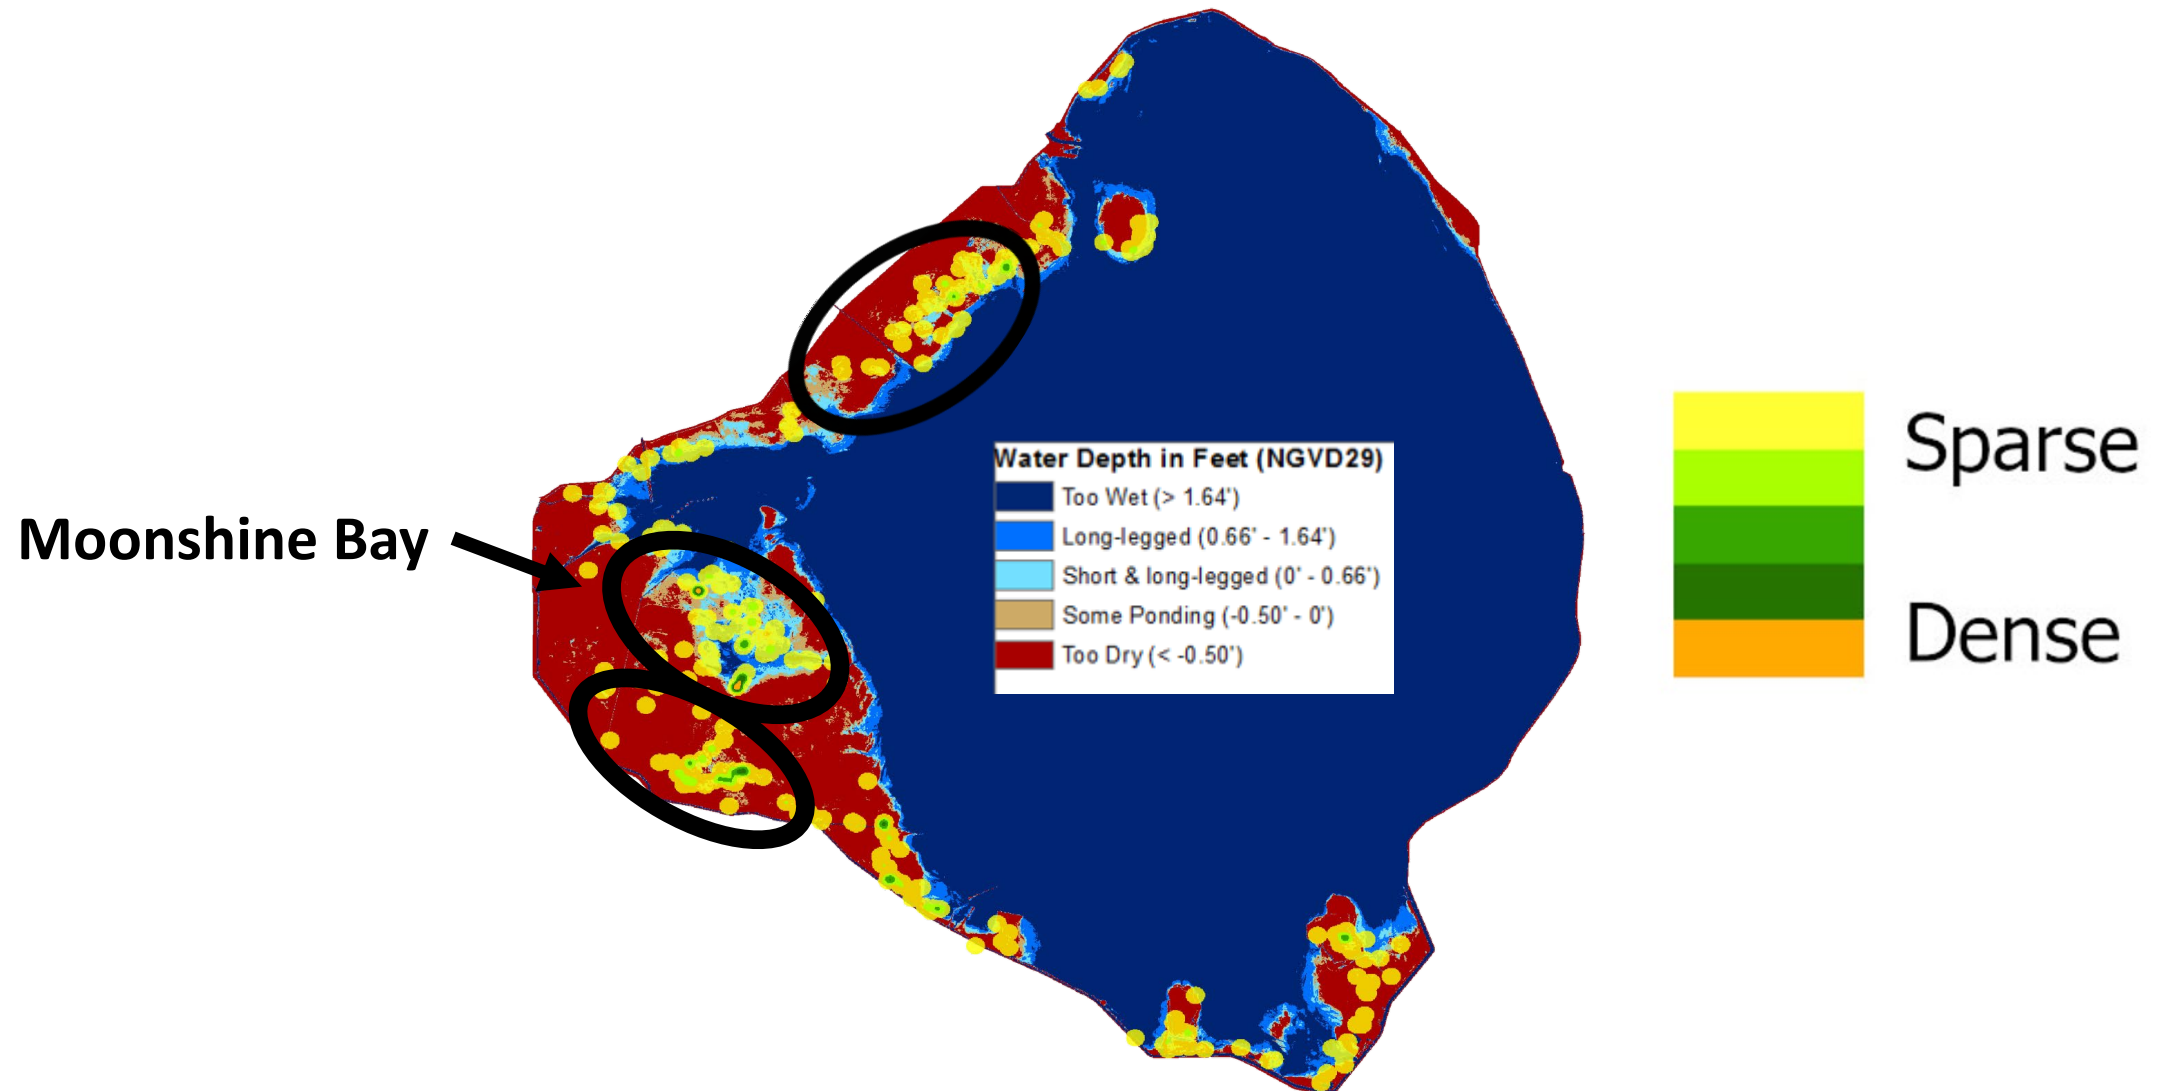 Moonshine Bay
Water Depth in Feet (NGVD29)
Too Wet (> 1.64')
Long-legged (0.66' - 1.64')
Short & long-legged (0' - 0.66')
Some Ponding (-0.50' - 0')
Too Dry (< -0.50')
Sparse
Dense